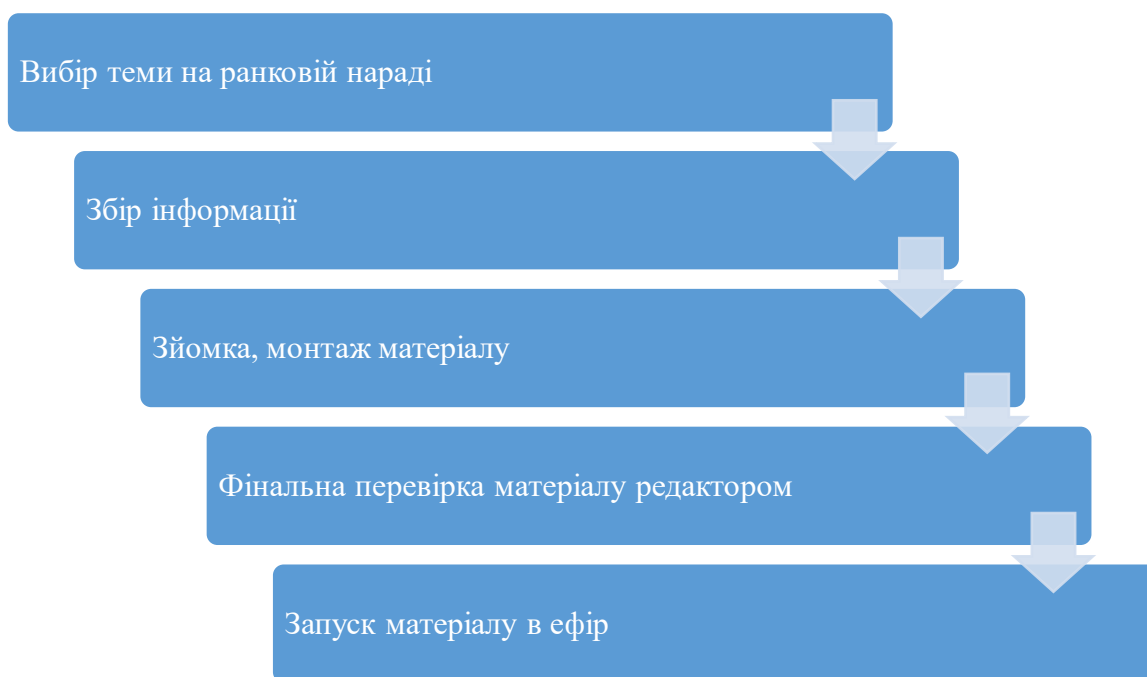 Вибір теми на ранковій нараді
Збір інформації
Зйомка, монтаж матеріалу
Фінальна перевірка матеріалу редактором
Запуск матеріалу в ефір